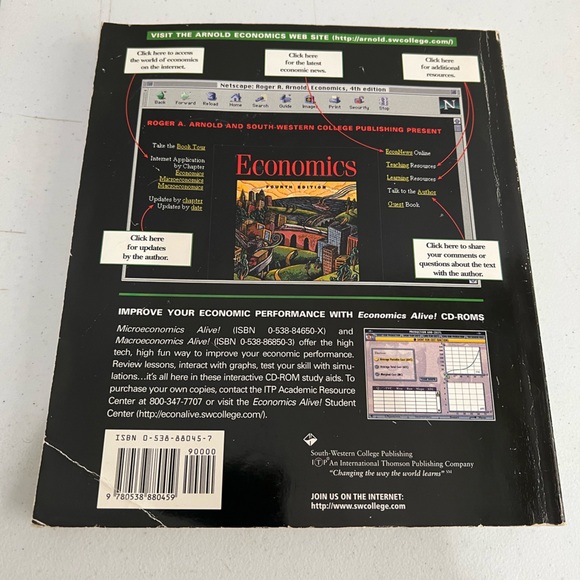 VISIT THE ARNOLD ECONOMICS WEB SITE (http://arnold.swcollege.com/)
Click here to access
the world of economics
on the internet.
Click here
for the latest
economic news.
Click here
for additional
resources.
Netscape: Roger A. Arnold: Economics, 4th edition
Back Forward Reload Home Search Guide Images Print Security Stop
N
ROGER A. ARNOLD AND SOUTH-WESTERN COLLEGE PUBLISHING PRESENT
Take the Book Tour
Internet Application
by Chapter
Economics
Macroeconomics
Microeconomics
Updates by chapter
Updates by date
Economics
FOURTH EDITION
EconNews Online
Teaching Resources
Learning Resources
Talk to the Author
Guest Book
Click here
for updates
by the author.
Click here to share
your comments or
questions about the text
with the author.
IMPROVE YOUR ECONOMIC PERFORMANCE WITH Economics Alive! CD-ROMS
Microeconomics Alive! (ISBN 0-538-84650-X) and
Macroeconomics Alive! (ISBN 0-538-86850-3) offer the high
tech, high fun way to improve your economic performance.
Review lessons, interact with graphs, test your skill with simu-
lations...it's all here in these interactive CD-ROM study aids. To
purchase your own copies, contact the ITP Academic Resource
Center at 800-347-7707 or visit the Economics Alive! Student
Center (http://econalive.swcollege.com/).
ISBN 0-538-88045-7
90000
9 780538 880459
South-Western College Publishing
ITP® An International Thomson Publishing Company
"Changing the way the world learns" SM
JOIN US ON THE INTERNET:
http://www.swcollege.com